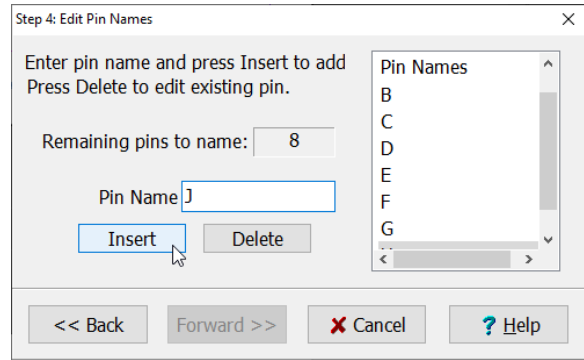 Step 4: Edit Pin Names
Enter pin name and press Insert to add
Press Delete to edit existing pin.
Remaining pins to name: 8
Pin Name J
Insert Delete
Pin Names
B
C
D
E
F
G
<< Back Forward >> Cancel ? Help